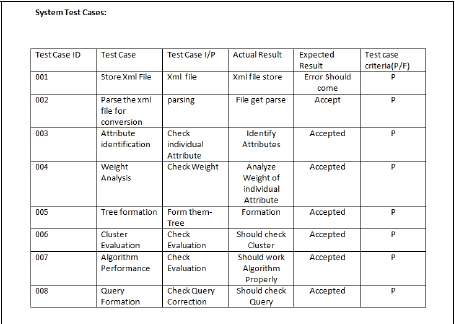 System Test Cases:
Test Case ID Test Case Test Case I/P Actual Result Expected Result Test case criteria(P/F)
001 Store Xml File Xml file Xml file store Error Should come P
002 Parse the xml file for conversion parsing File get parse Accept P
003 Attribute identification Check individual Attribute Identify Attributes Accepted P
004 Weight Analysis Check Weight Analyze Weight of individual Attribute Accepted P
005 Tree formation Form them-Tree Formation Accepted P
006 Cluster Evaluation Check Evaluation Should check Cluster Accepted P
007 Algorithm Performance Check Evaluation Should work Algorithm Properly Accepted P
008 Query Formation Check Query Correction Should check Query Accepted P